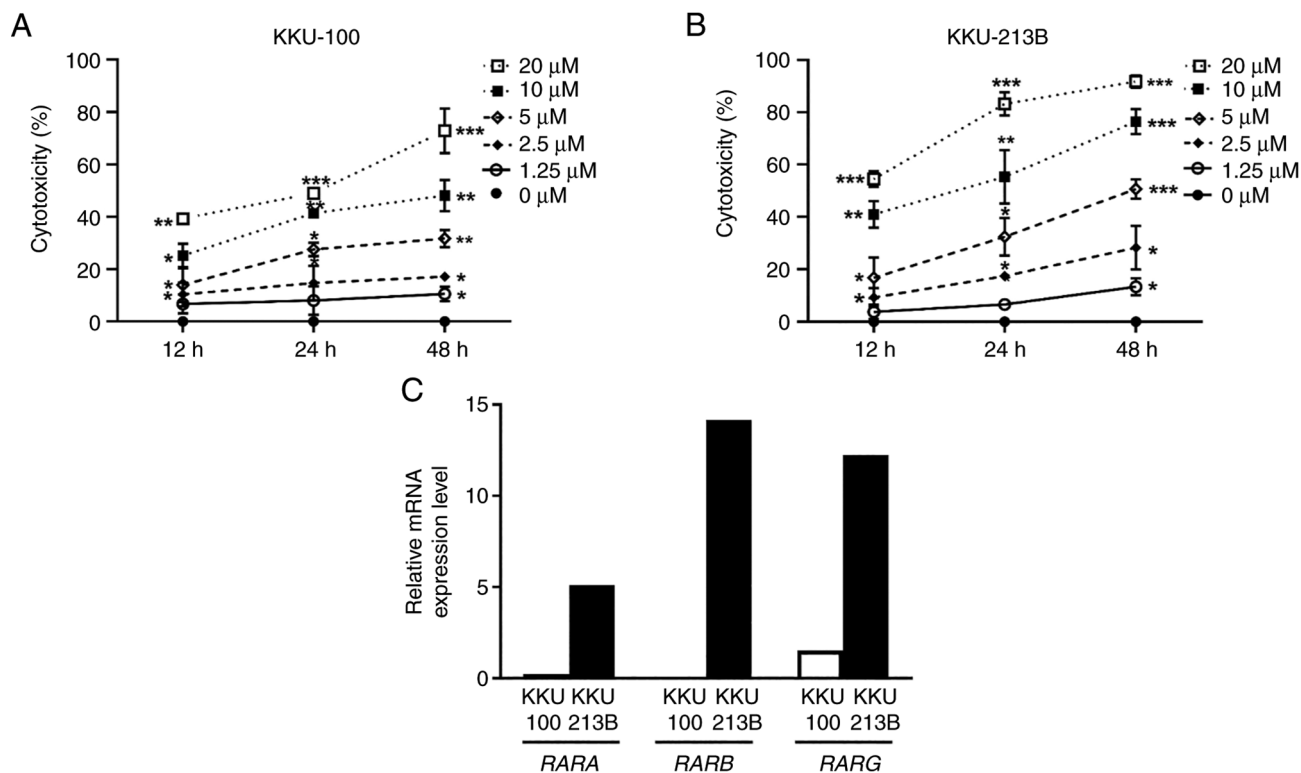 A
KKU-100
Cytotoxicity (%)
100
80
60
40
20
0
12 h
24 h
48 h
20 μM
10 μM
5 μM
2.5 μM
1.25 μM
0 μM
**
*
*
*
***
**
*
*
***
**
**
*
*
B
KKU-213B
Cytotoxicity (%)
100
80
60
40
20
0
12 h
24 h
48 h
20 μM
10 μM
5 μM
2.5 μM
1.25 μM
0 μM
***
**
*
*
***
**
*
*
***
***
***
*
*
C
Relative mRNA
expression level
15
10
5
0
KKU KKU
100 213B
RARA
KKU KKU
100 213B
RARB
KKU KKU
100 213B
RARG